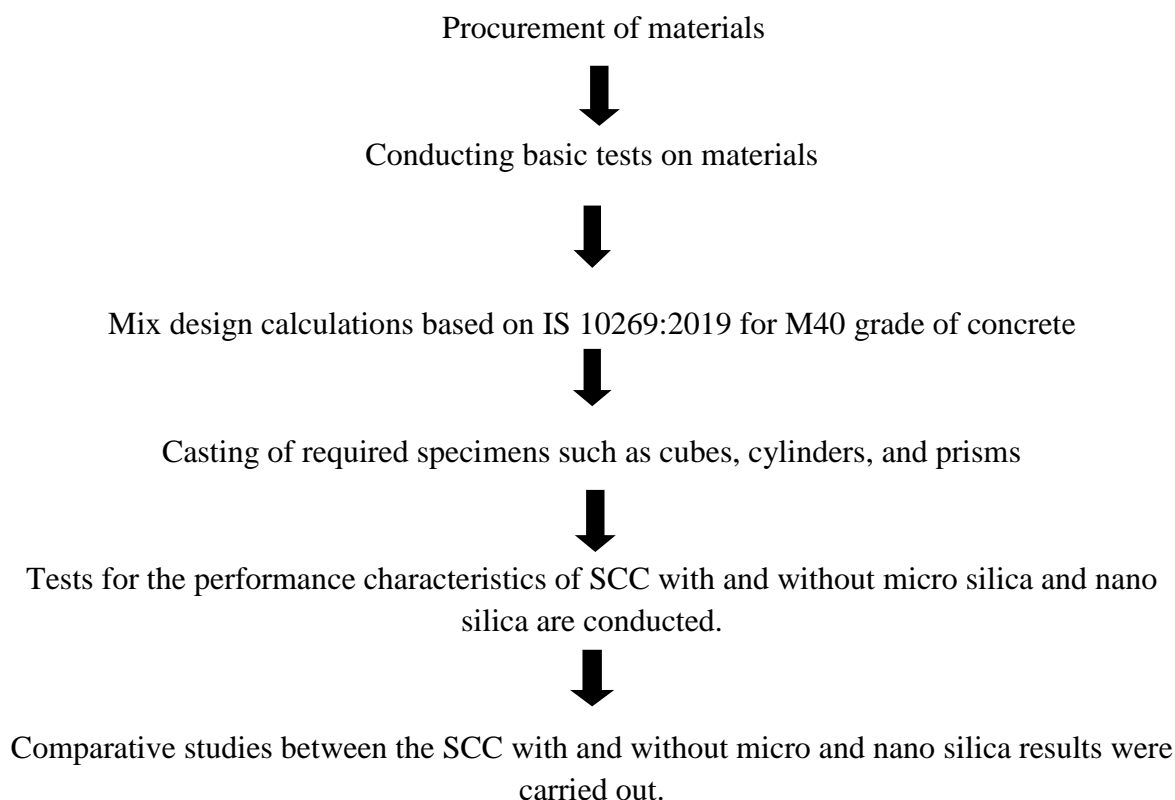 Procurement of materials
Conducting basic tests on materials
Mix design calculations based on IS 10269:2019 for M40 grade of concrete
Casting of required specimens such as cubes, cylinders, and prisms
Tests for the performance characteristics of SCC with and without micro silica and nano
silica are conducted.
Comparative studies between the SCC with and without micro and nano silica results were
carried out.